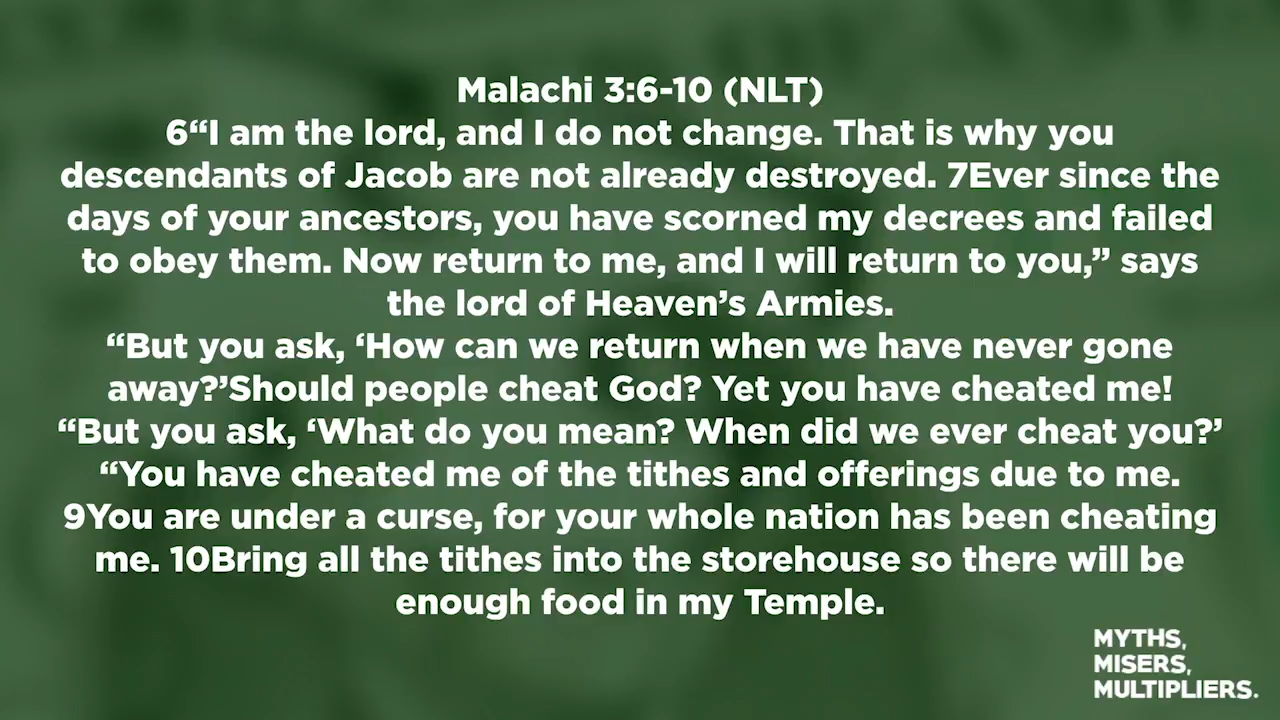 Malachi 3:6-10 (NLT)
6“I am the lord, and I do not change. That is why you
descendants of Jacob are not already destroyed. 7Ever since the
days of your ancestors, you have scorned my decrees and failed
to obey them. Now return to me, and I will return to you,” says
the lord of Heaven’s Armies.
“But you ask, ‘How can we return when we have never gone
away?’Should people cheat God? Yet you have cheated me!
“But you ask, ‘What do you mean? When did we ever cheat you?’
“You have cheated me of the tithes and offerings due to me.
9You are under a curse, for your whole nation has been cheating
me. 10Bring all the tithes into the storehouse so there will be
enough food in my Temple.
MYTHS,
MISERS,
MULTIPLIERS.